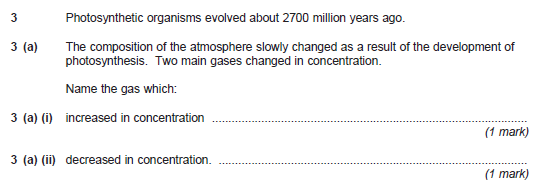 3 Photosynthetic organisms evolved about 2700 million years ago.
3 (a) The composition of the atmosphere slowly changed as a result of the development of
photosynthesis. Two main gases changed in concentration.
Name the gas which:
3 (a) (i) increased in concentration ................................................................................................
(1 mark)
3 (a) (ii) decreased in concentration. ................................................................................................
(1 mark)